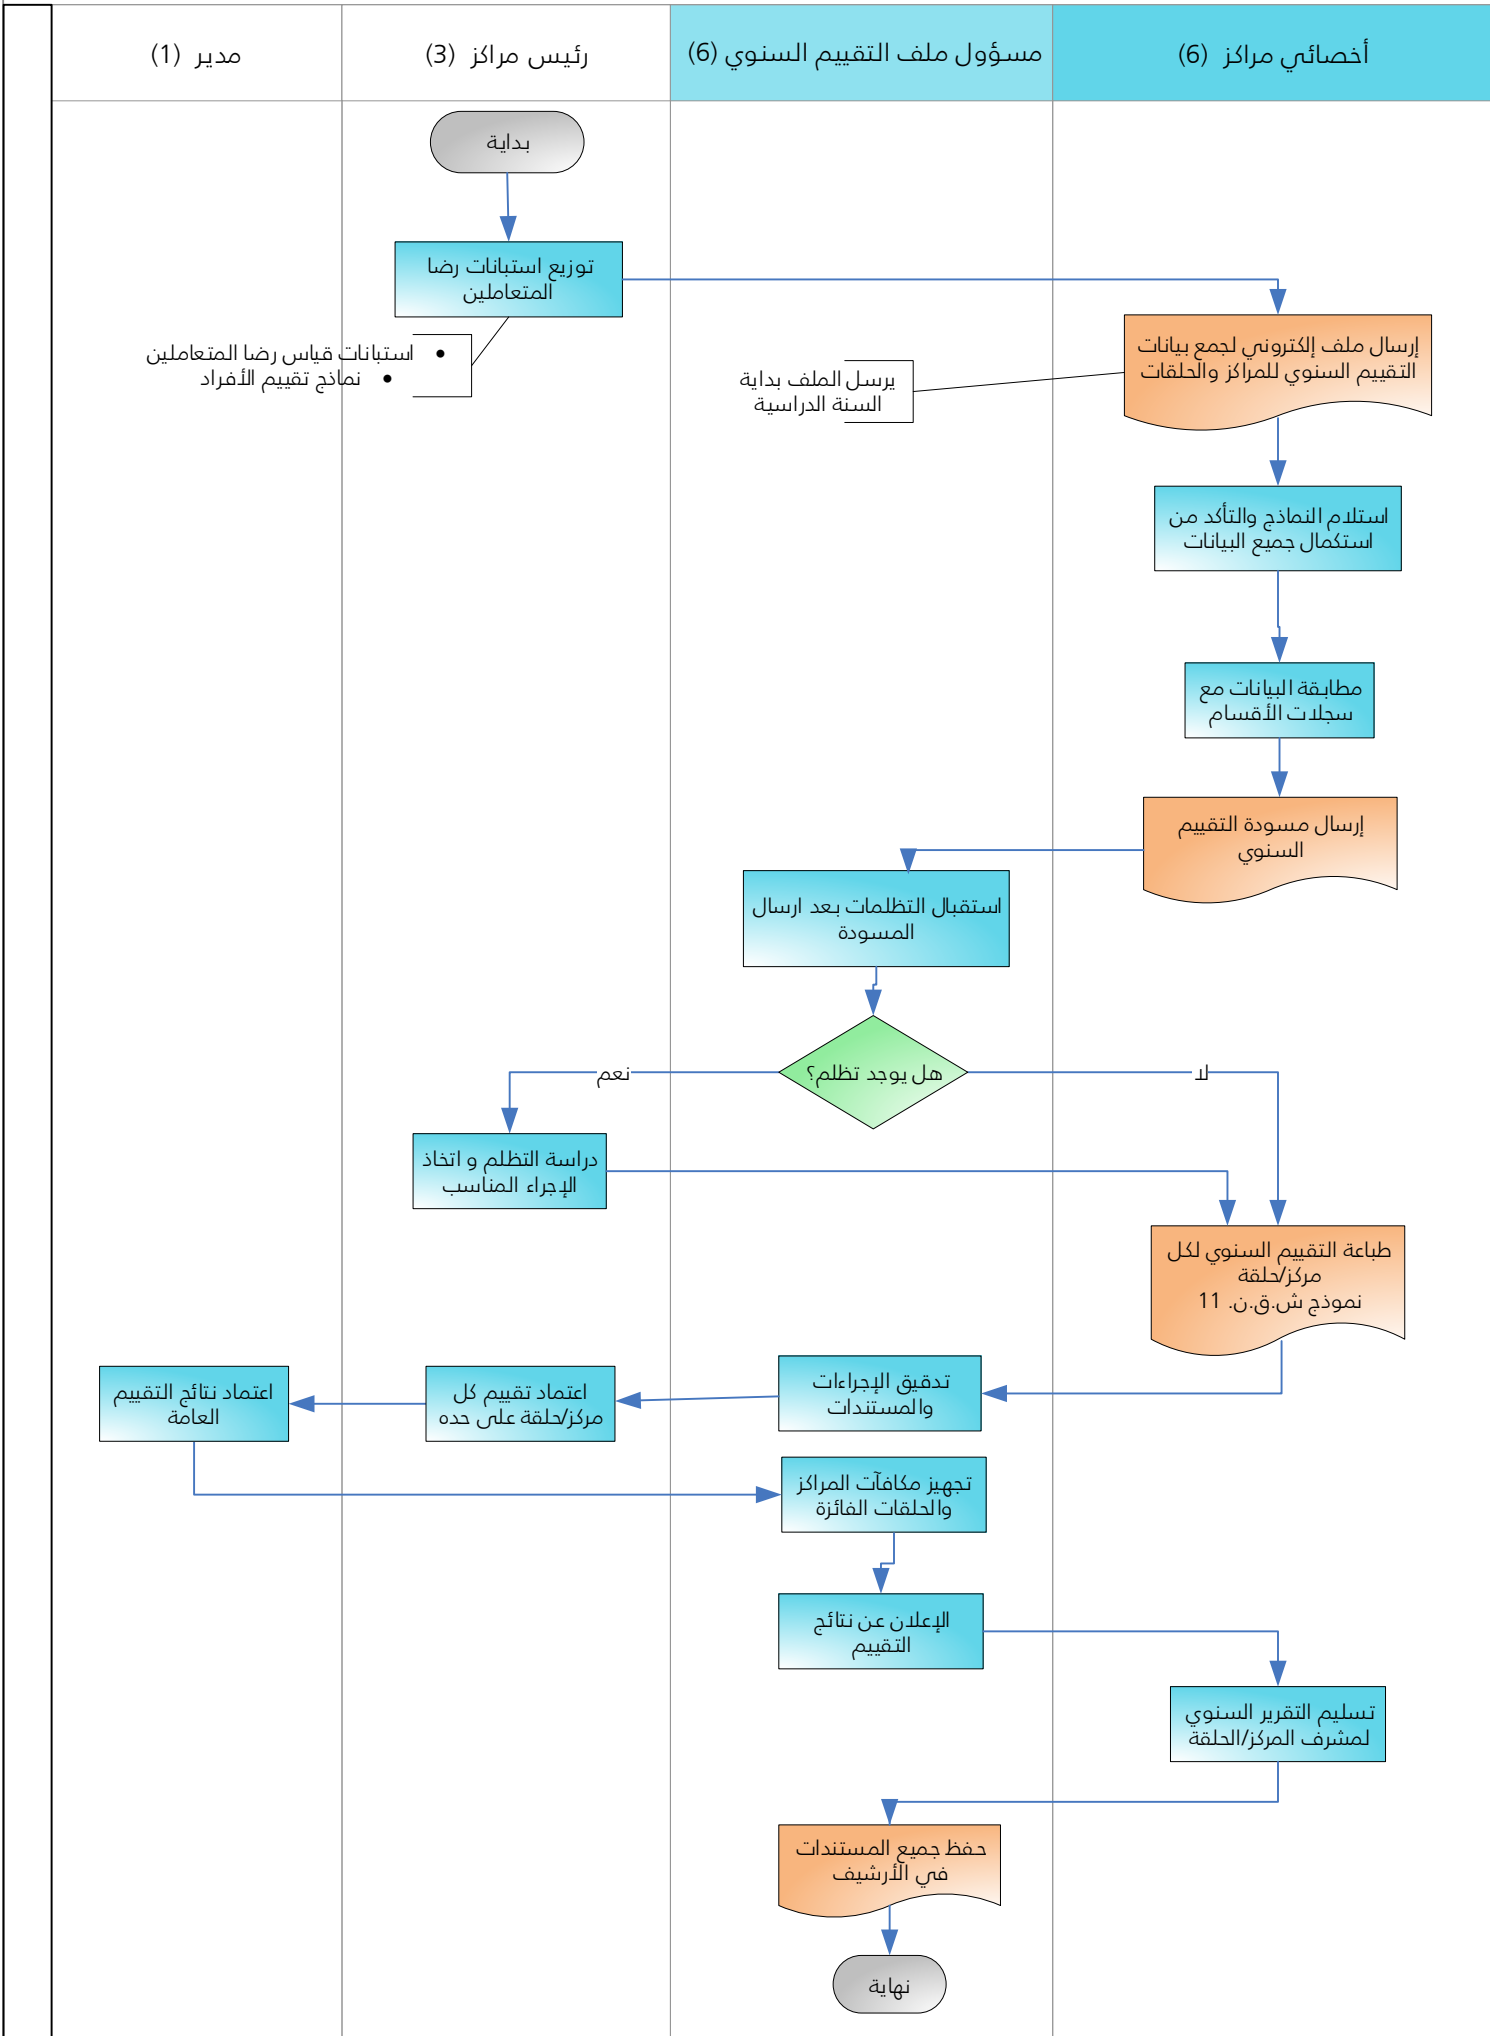 أخصائي مراكز (6)
مسؤول ملف التقييم السنوي (6)
رئيس مراكز (3)
مدير (1)
بداية
توزيع استبانات رضا
المتعاملين
• استبانات قياس رضا المتعاملين
• نماذج تقييم الأفراد
إرسال ملف إلكتروني لجمع بيانات
التقييم السنوي للمراكز والحلقات
يرسل الملف بداية
السنة الدراسية
استلام النماذج والتأكد من
استكمال جميع البيانات
مطابقة البيانات مع
سجلات الأقسام
إرسال مسودة التقييم
السنوي
استقبال التظلمات بعد ارسال
المسودة
هل يوجد تظلم؟
لا
نعم
دراسة التظلم و اتخاذ
الإجراء المناسب
طباعة التقييم السنوي لكل
مركز/حلقة
نموذج ش.ق.ن. 11
تدقيق الإجراءات
والمستندات
اعتماد تقييم كل
مركز/حلقة على حده
اعتماد نتائج التقييم
العامة
تجهيز مكافآت المراكز
والحلقات الفائزة
الإعلان عن نتائج
التقييم
تسليم التقرير السنوي
لمشرف المركز/الحلقة
حفظ جميع المستندات
في الأرشيف
نهاية